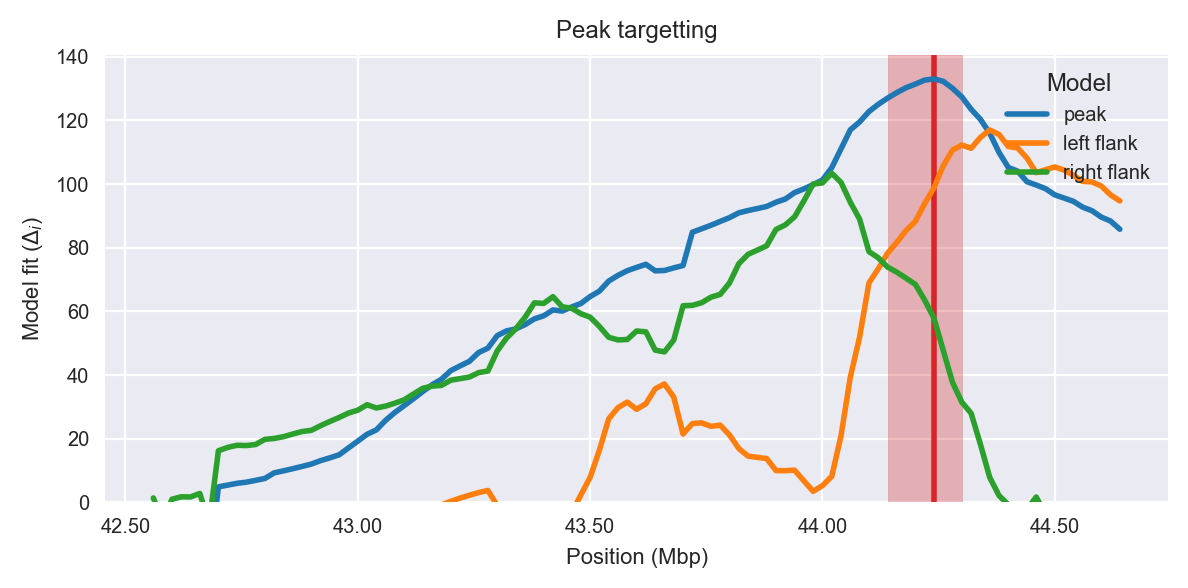 Peak targetting
Model fit (Δi)
140
120
100
80
60
40
20
0
Model
peak
left flank
right flank
42.50
43.00
43.50
44.00
44.50
Position (Mbp)